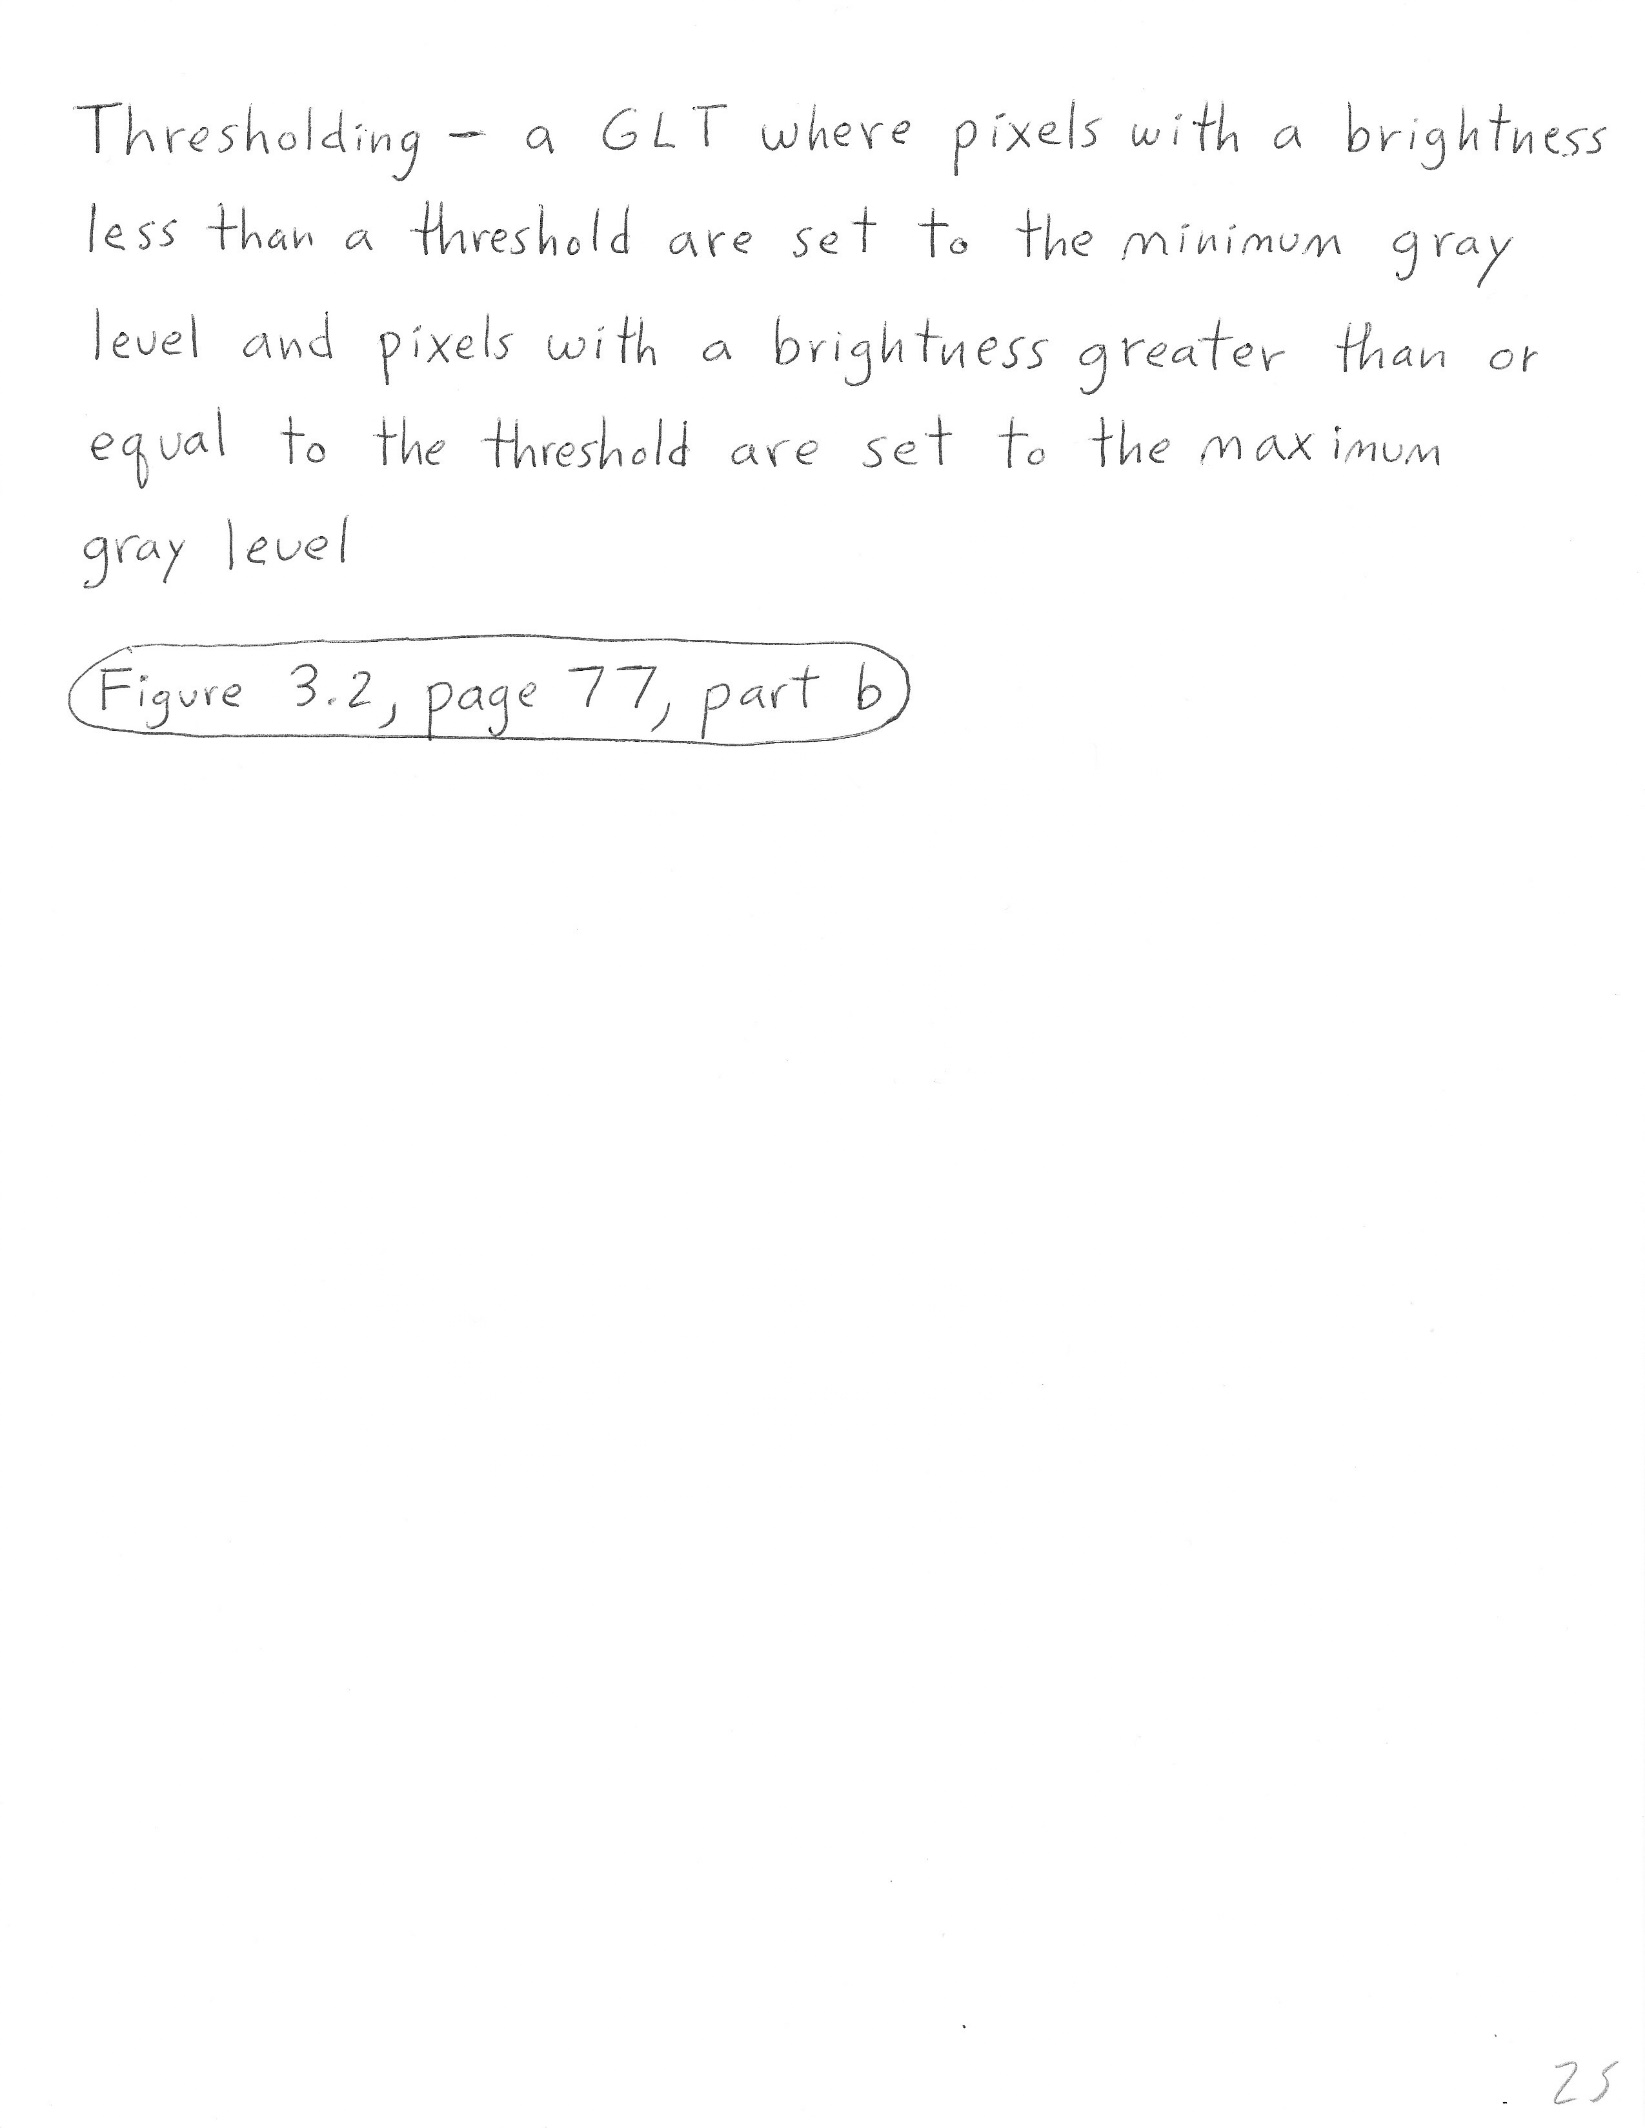 Thresholding - a GLT where pixels with a brightness
less than a threshold are set to the minimum gray
level and pixels with a brightness greater than or
equal to the threshold are set to the maximum
gray level
Figure 3.2, page 77, part b
25